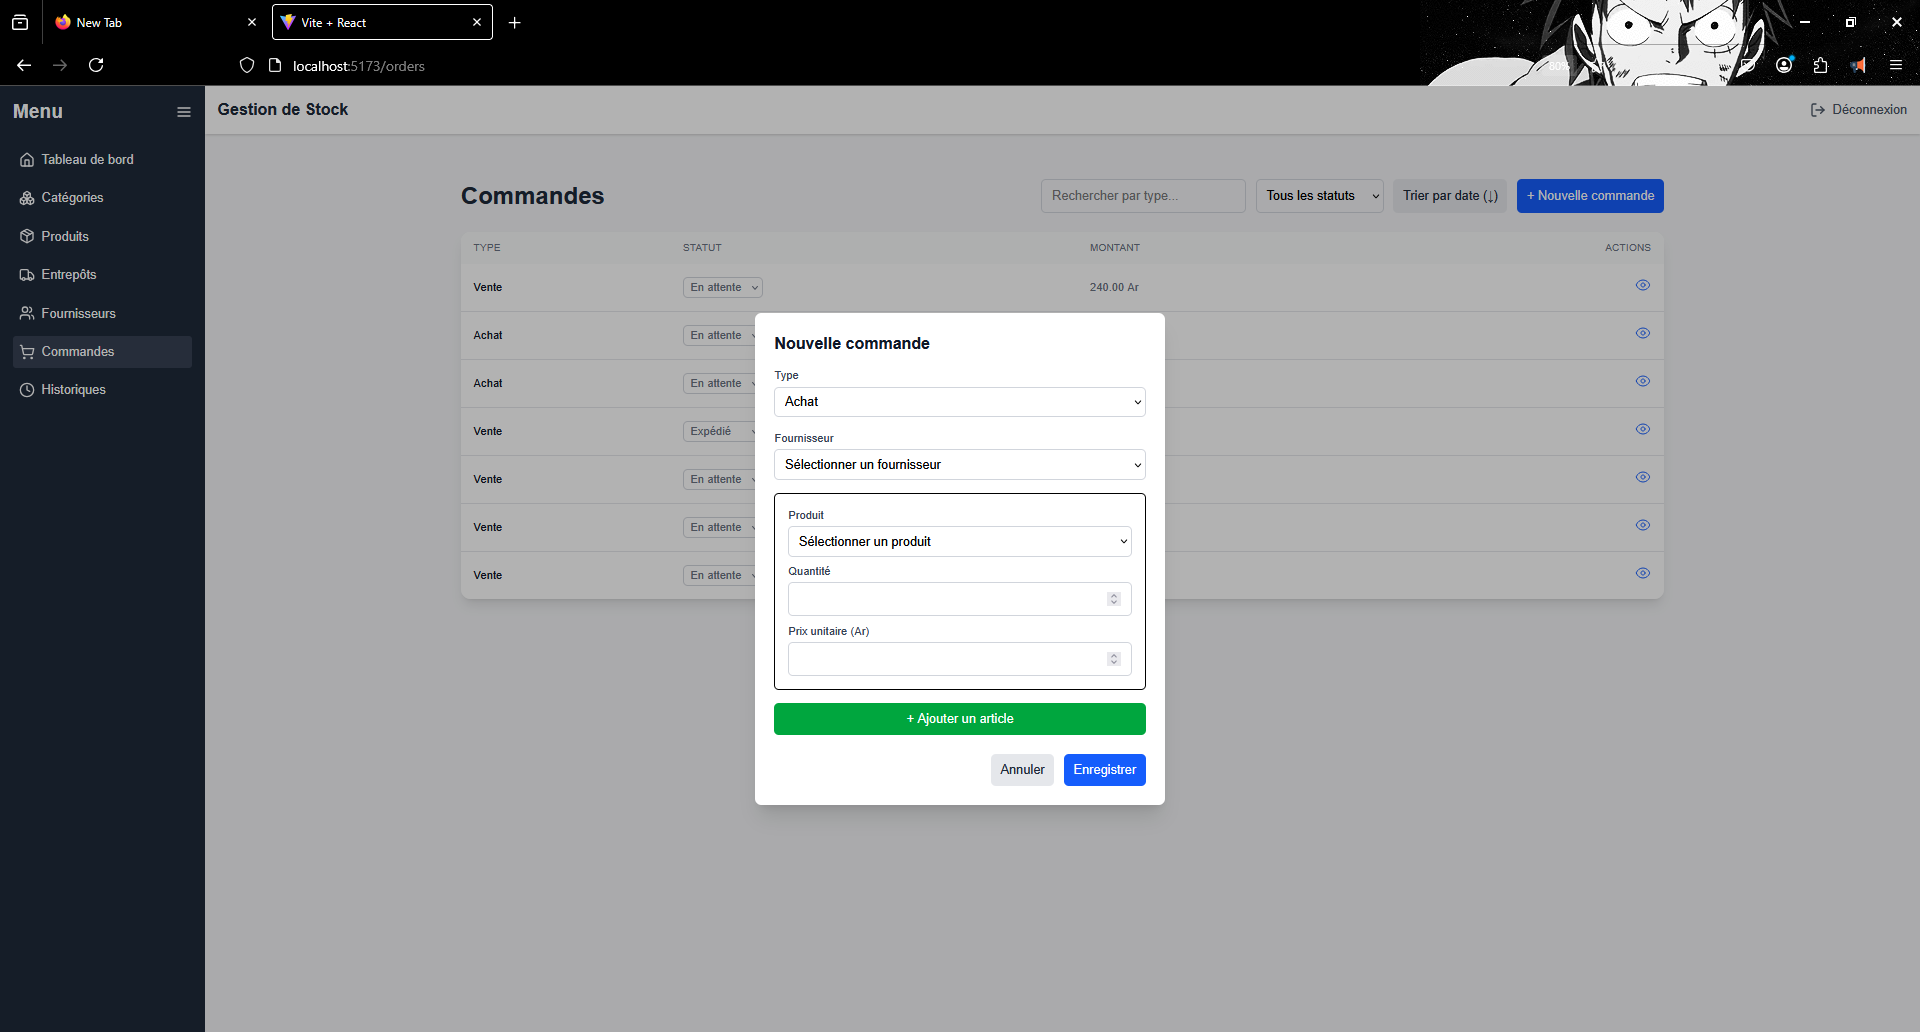 New Tab
Vite + React
localhost:5173/orders
80%
Menu
Gestion de Stock
Déconnexion
Tableau de bord
Catégories
Produits
Entrepôts
Fournisseurs
Commandes
Historiques
Commandes
Rechercher par type...
Tous les statuts
Trier par date (↓)
+ Nouvelle commande
TYPE STATUT MONTANT ACTIONS
Vente En attente 240.00 Ar
Achat En attente
Achat En attente
Vente Expédié
Vente En attente
Vente En attente
Vente En attente
Nouvelle commande
Type
Achat
Fournisseur
Sélectionner un fournisseur
Produit
Sélectionner un produit
Quantité
Prix unitaire (Ar)
+ Ajouter un article
Annuler
Enregistrer